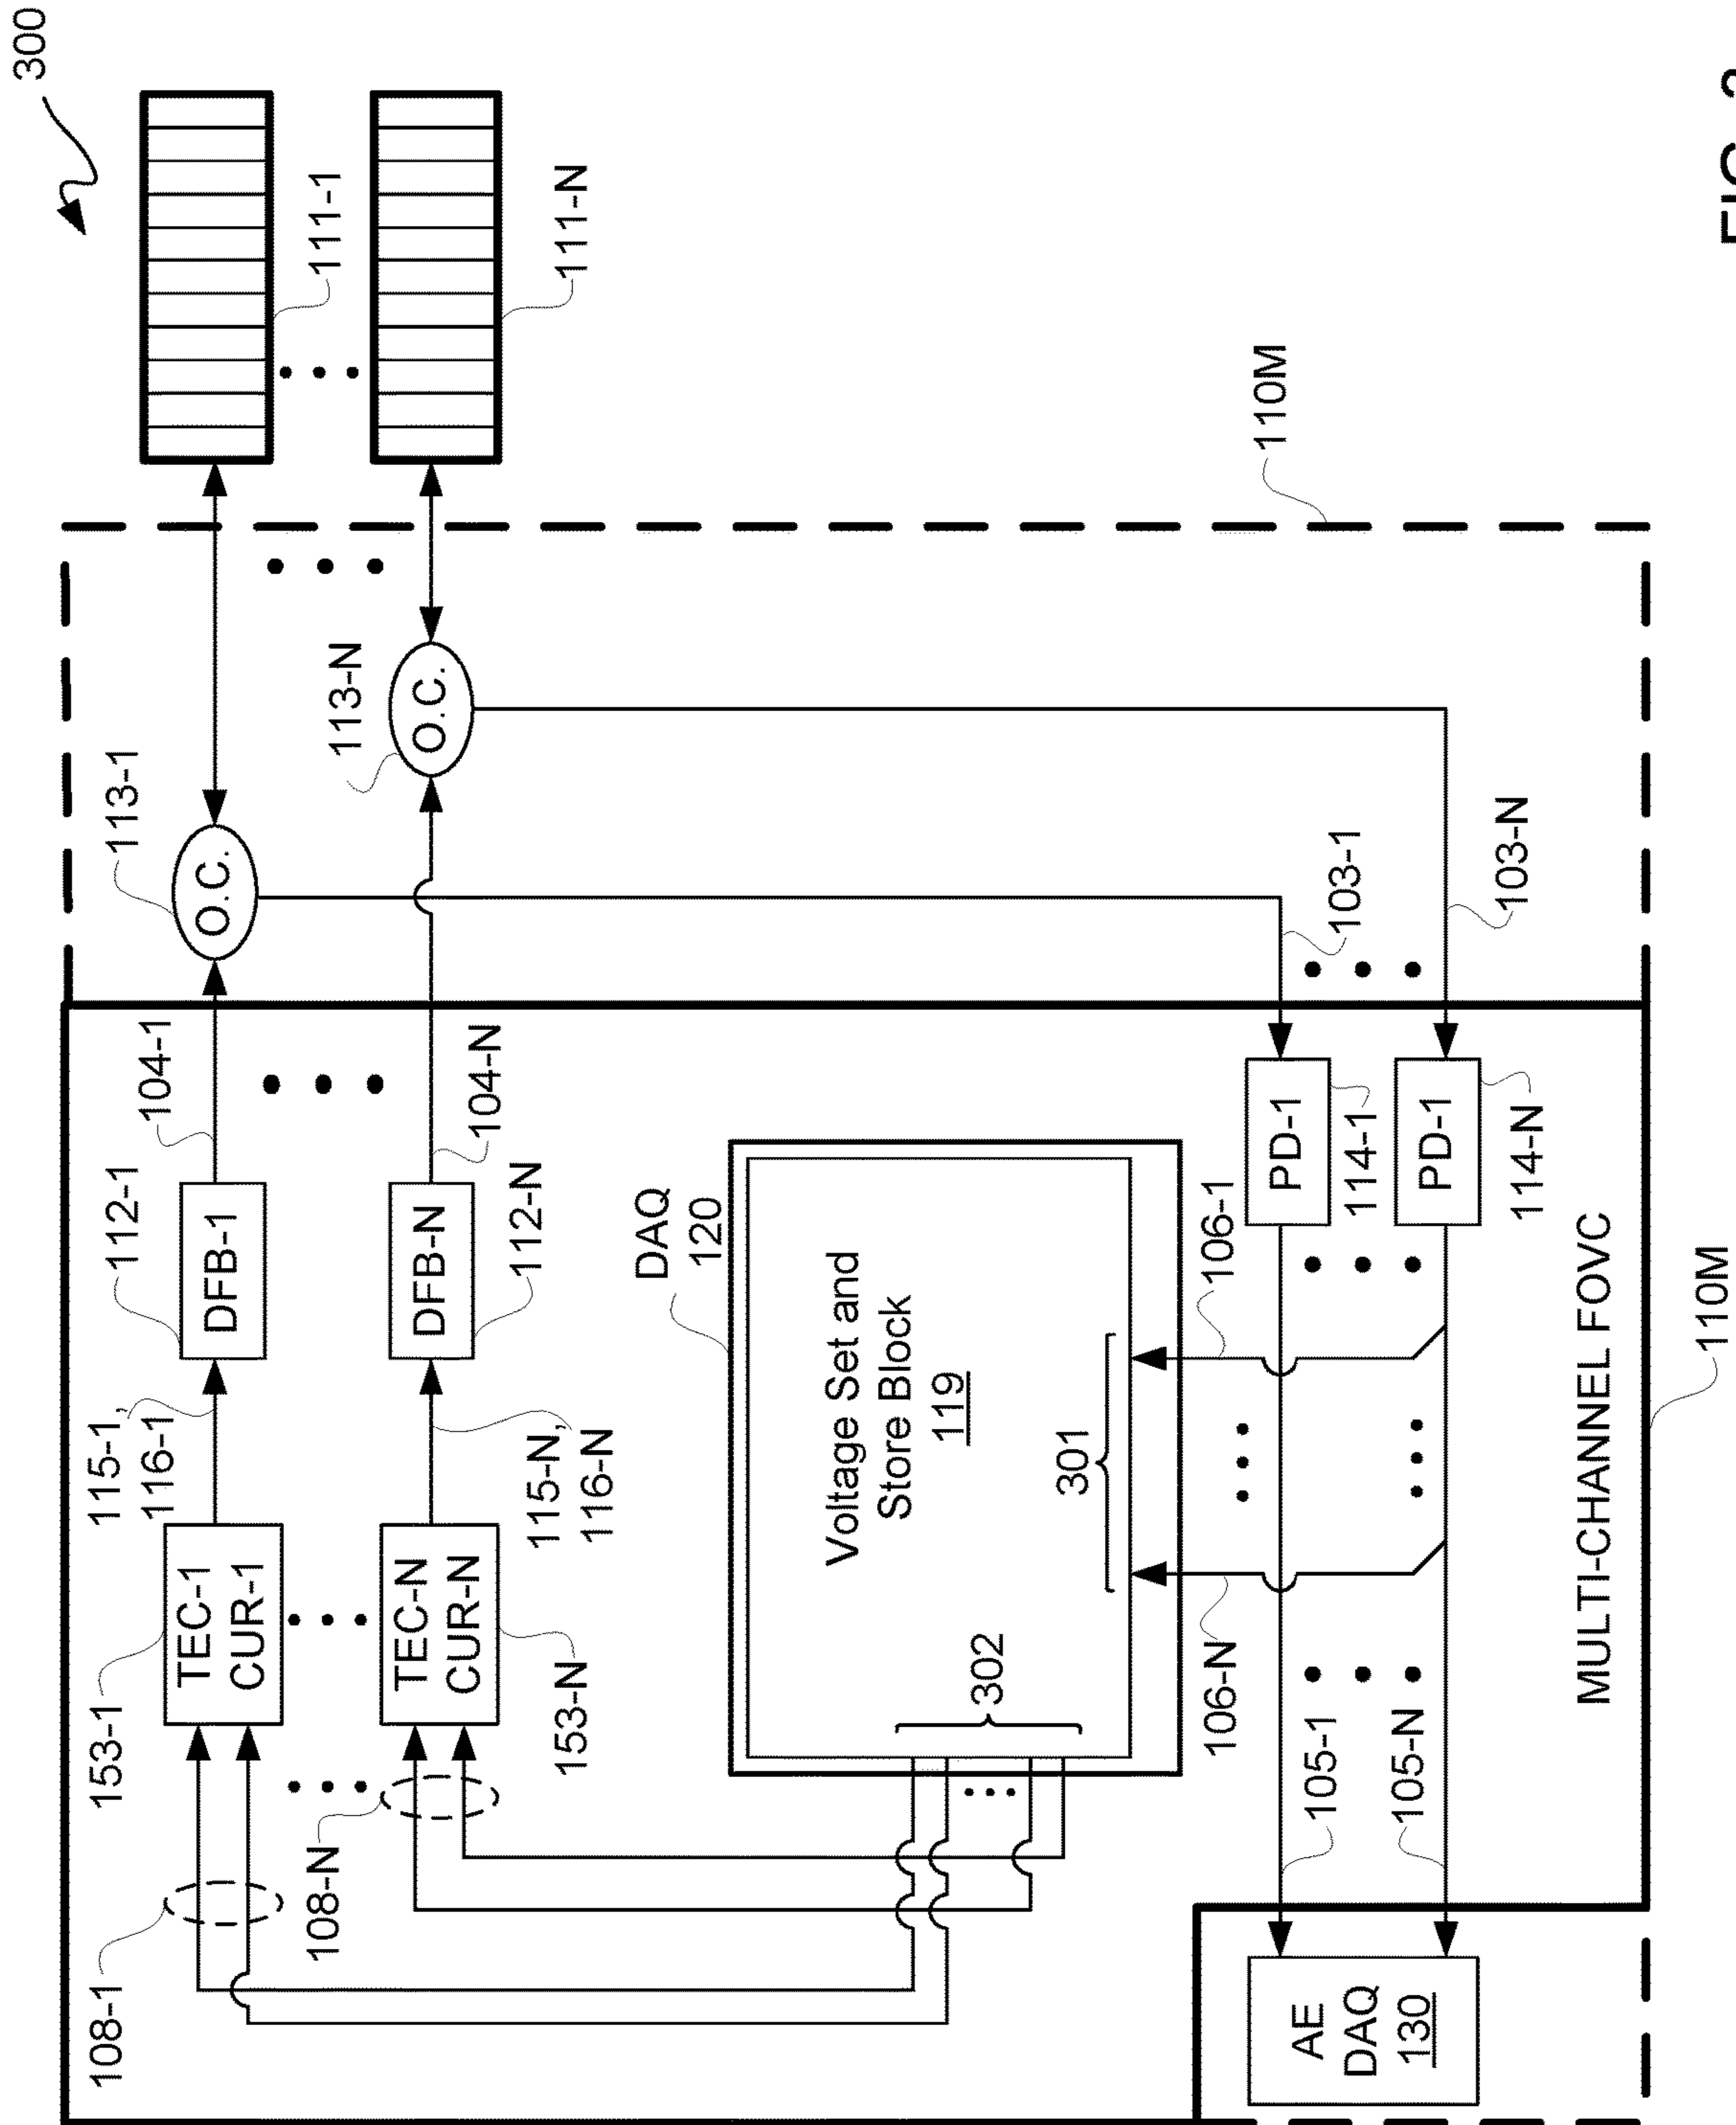 300
111-1
111-N
110M
113-1
O.C.
113-N
O.C.
103-1
103-N
104-1
104-N
112-1
DFB-1
DFB-N
112-N
115-1,
116-1
115-N,
116-N
153-1
TEC-1
CUR-1
TEC-N
CUR-N
153-N
108-1
108-N
DAQ
120
Voltage Set and
Store Block
119
301
302
106-1
106-N
PD-1
114-1
PD-1
114-N
105-1
105-N
AE
DAQ
130
MULTI-CHANNEL FOVC
110M